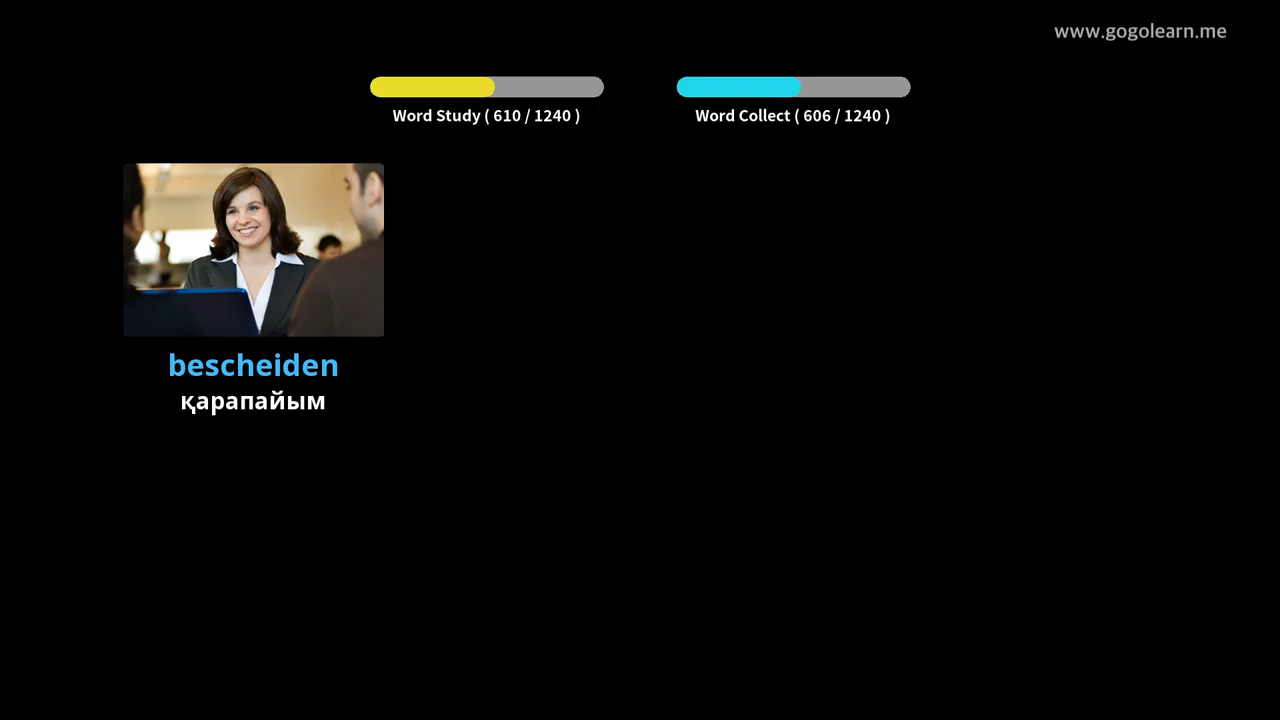 www.gogolearn.me
Word Study ( 610 / 1240 )
Word Collect ( 606 / 1240 )
bescheiden
қарапайым